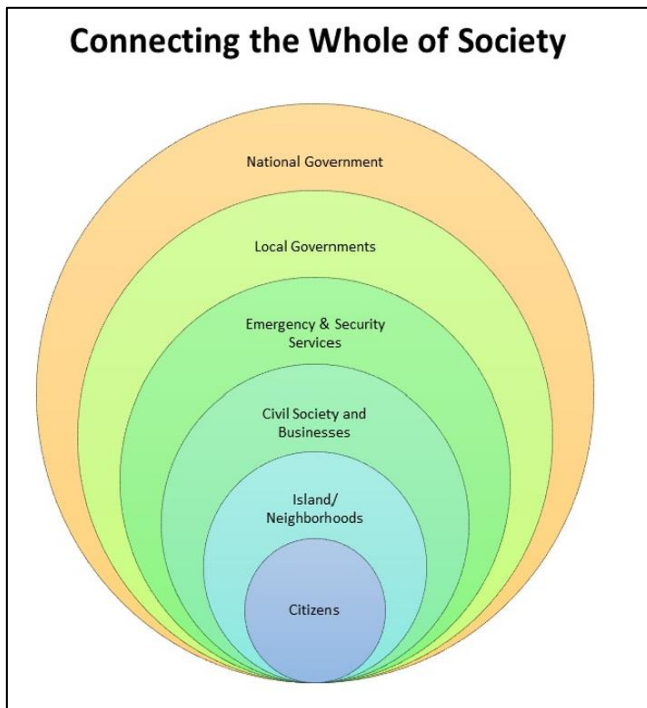 Connecting the Whole of Society
National Government
Local Governments
Emergency & Security
Services
Civil Society and
Businesses
Island/
Neighborhoods
Citizens